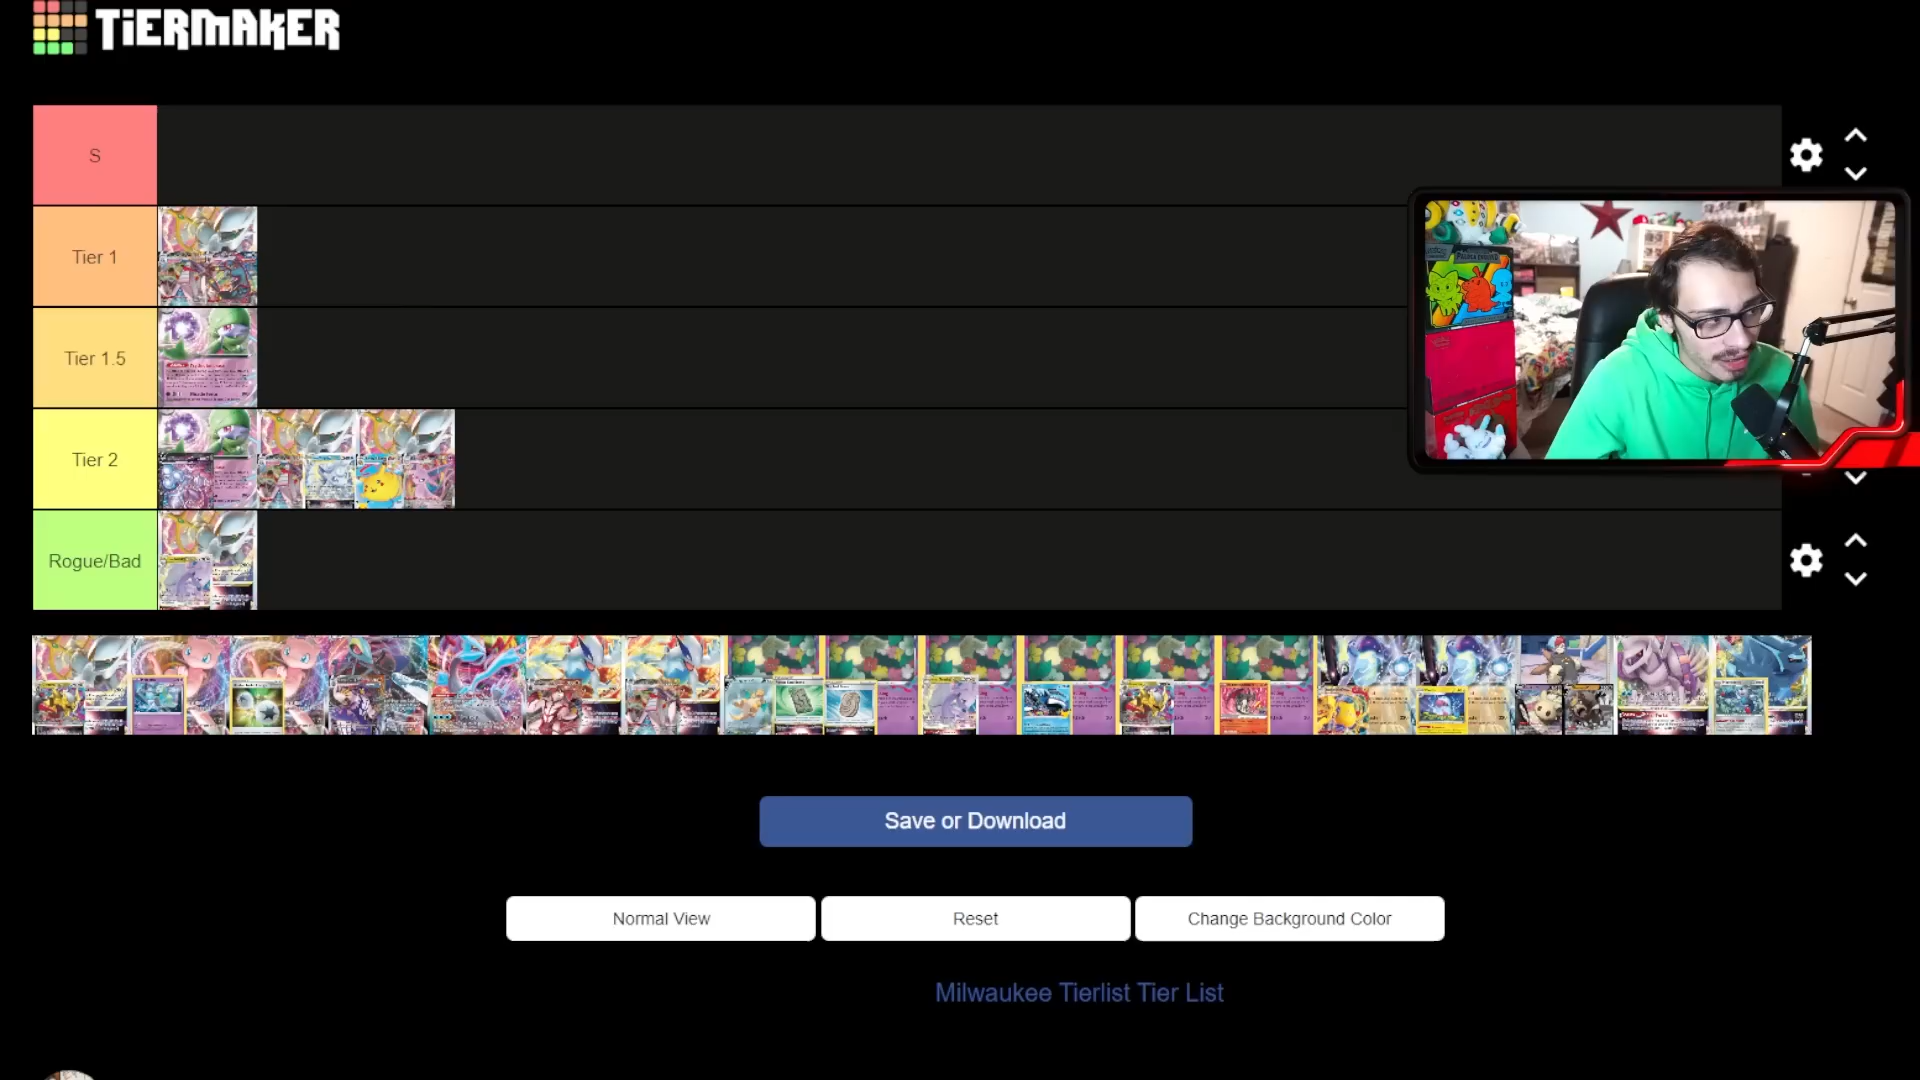 TiERMAKER
S
Tier 1
Tier 1.5
Tier 2
Rogue/Bad
Save or Download
Normal View
Reset
Change Background Color
Milwaukee Tierlist Tier List